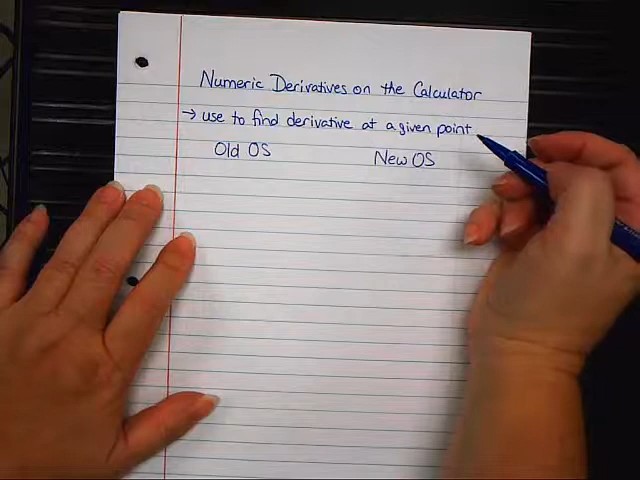 Numeric Derivatives on the Calculator
→ use to find derivative at a given point
Old OS New OS